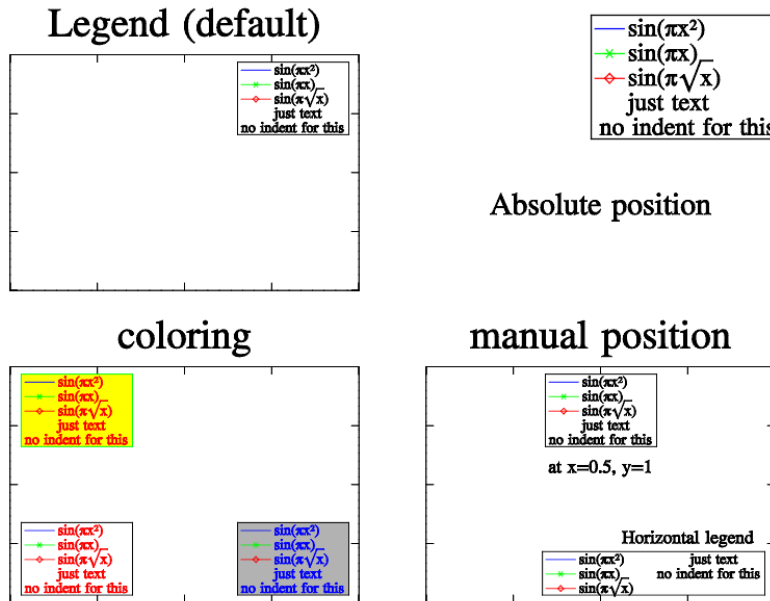 Legend (default)
sin(πx²)
sin(πx)
sin(π√x)
just text
no indent for this
sin(πx²)
sin(πx)
sin(π√x)
just text
no indent for this
Absolute position
coloring
sin(πx²)
sin(πx)
sin(π√x)
just text
no indent for this
sin(πx²)
sin(πx)
sin(π√x)
just text
no indent for this
sin(πx²)
sin(πx)
sin(π√x)
just text
no indent for this
manual position
sin(πx²)
sin(πx)
sin(π√x)
just text
no indent for this
at x=0.5, y=1
Horizontal legend
sin(πx²) just text
sin(πx) no indent for this
sin(π√x)